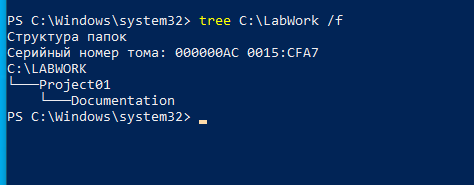 PS C:\Windows\system32> tree C:\LabWork /f
Структура папок
Серийный номер тома: 000000AC 0015:CFA7
C:\LABWORK
└───Project01
    └───Documentation
PS C:\Windows\system32>